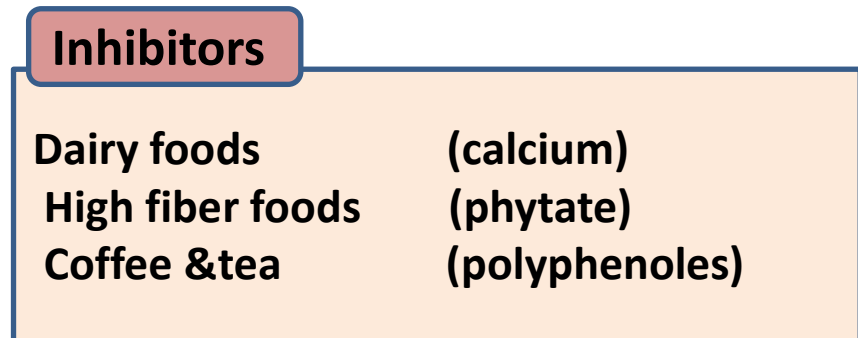 Inhibitors
Dairy foods (calcium)
High fiber foods (phytate)
Coffee &tea (polyphenoles)